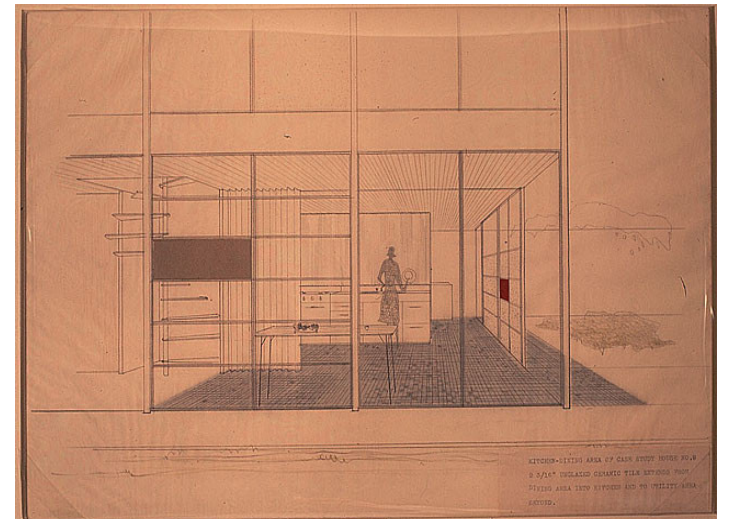 KITCHEN-DINING AREA OF CASE STUDY HOUSE NO.8
2 3/16" UNGLAZED CERAMIC TILE EXTENDS FROM
DINING AREA INTO KITCHEN AND TO UTILITY AREA
BEYOND.